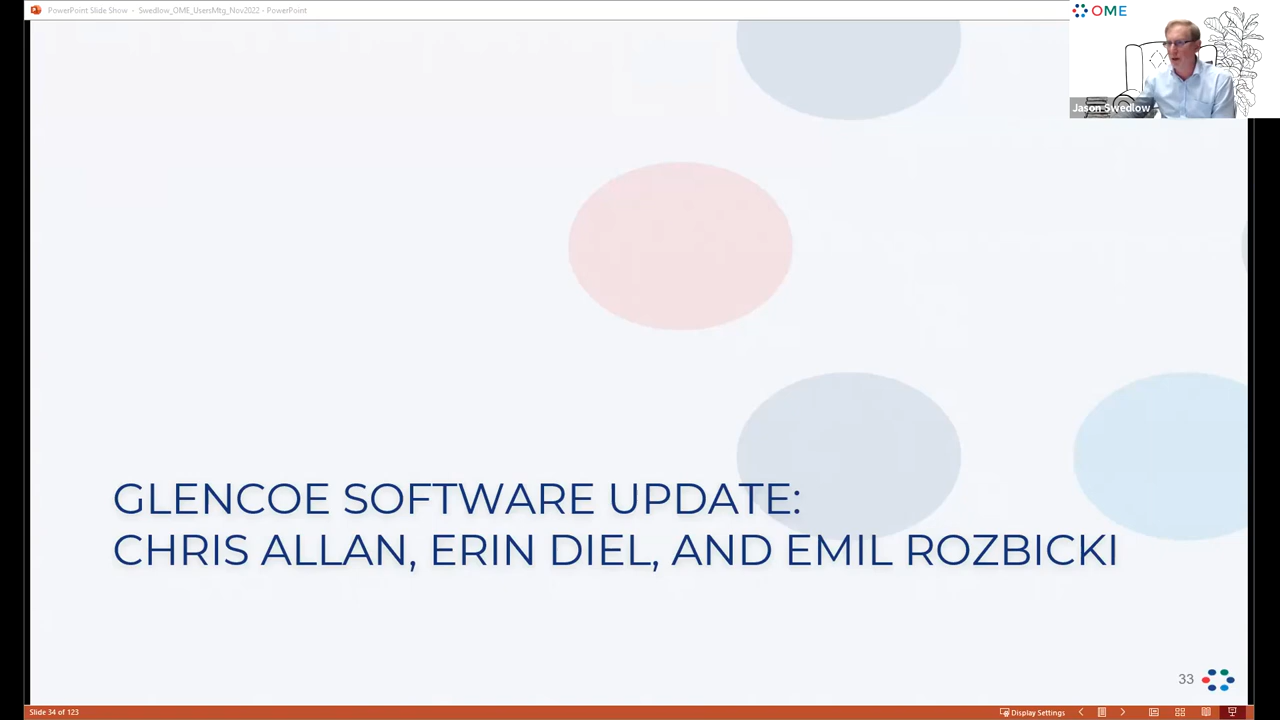 PowerPoint Slide Show - Swedlow_OME_UsersMtg_Nov2022 - PowerPoint
OME
Jason Swedlow
GLENCOE SOFTWARE UPDATE:
CHRIS ALLAN, ERIN DIEL, AND EMIL ROZBICKI
33
Slide 34 of 123
Display Settings